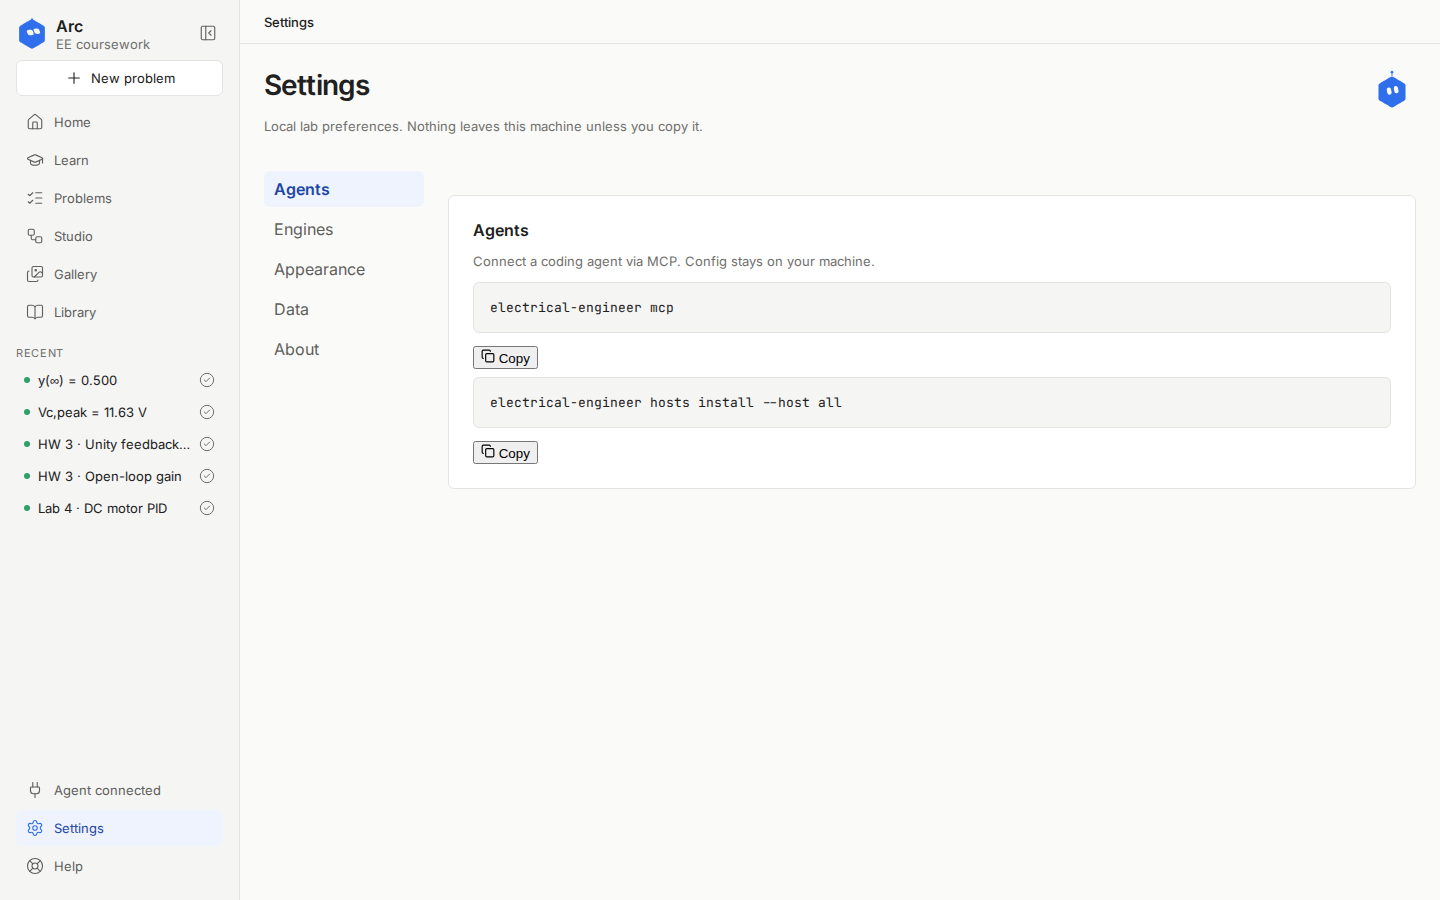 Arc
EE coursework
New problem
Home
Learn
Problems
Studio
Gallery
Library
RECENT
y(∞) = 0.500
Vc,peak = 11.63 V
HW 3 · Unity feedback...
HW 3 · Open-loop gain
Lab 4 · DC motor PID
Agent connected
Settings
Help
Settings
Settings
Local lab preferences. Nothing leaves this machine unless you copy it.
Agents
Engines
Appearance
Data
About
Agents
Connect a coding agent via MCP. Config stays on your machine.
electrical-engineer mcp
Copy
electrical-engineer hosts install --host all
Copy